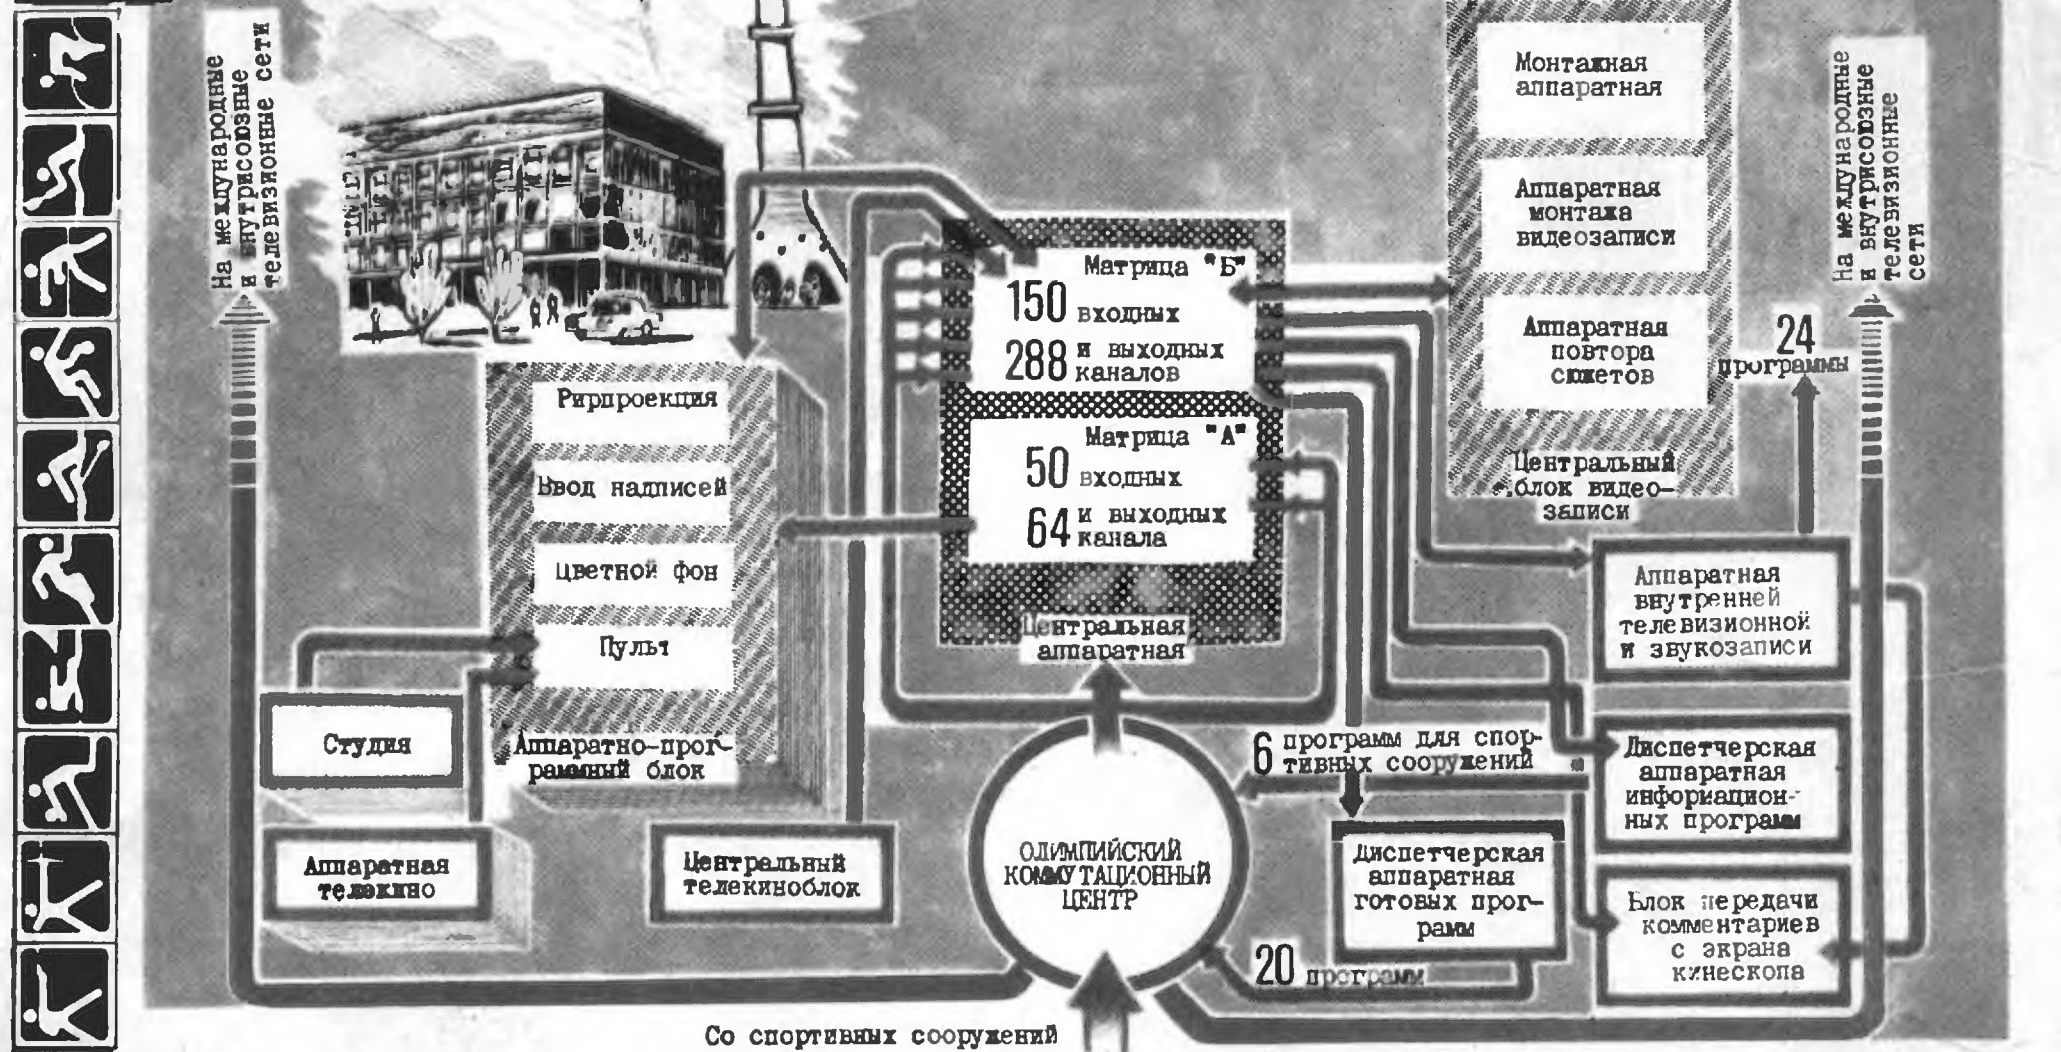 На международные
и внутрисоюзные
телевизионные сети
Рирпроекция
Ввод надписей
Цветной фон
Пульт
Аппаратно-прог-
раммный блок
Студия
Аппаратная
телекино
Центральный
телекиноблок
Матрица "Б"
150 входных
288 и выходных
каналов
Матрица "А"
50 входных
64 и выходных
канала
Центральная
аппаратная
ОЛИМПИЙСКИЙ
КОММУТАЦИОННЫЙ
ЦЕНТР
Со спортивных сооружений
Монтажная
аппаратная
Аппаратная
монтажа
видеозаписи
Аппаратная
повтора
сюжетов
Центральный
блок видео-
записи
24
программы
На международные
и внутрисоюзные
телевизионные
сети
Аппаратная
внутренней
телевизионной
и звукозаписи
6 программ для спор-
тивных сооружений
Диспетчерская
аппаратная
информацион-
ных программ
Диспетчерская
аппаратная
готовых прог-
рамм
20 программ
Блок передачи
комментариев
с экрана
кинескопа